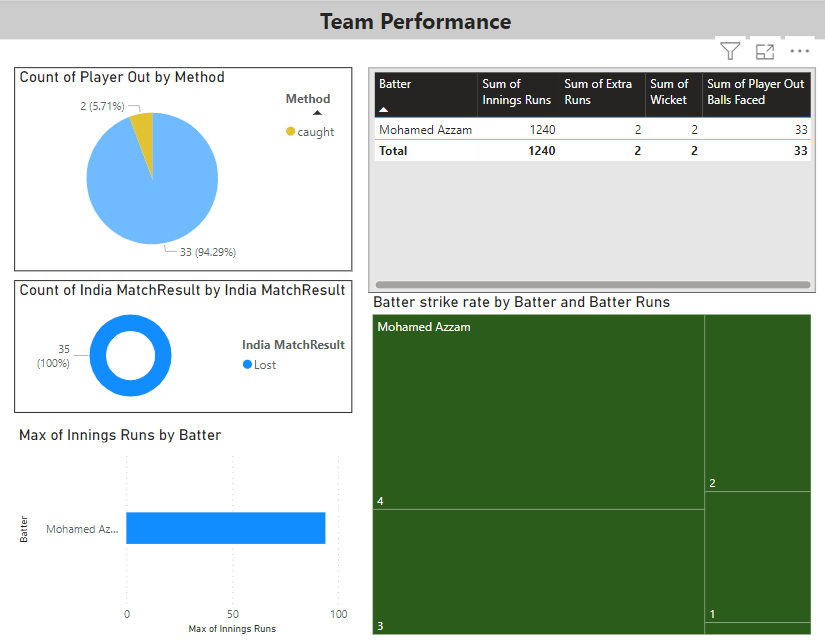 Team Performance
Count of Player Out by Method
2 (5.71%)
33 (94.29%)
Method
caught
Batter
Sum of Innings Runs
Sum of Extra Runs
Sum of Wicket
Sum of Player Out Balls Faced
Mohamed Azzam 1240 2 2 33
Total 1240 2 2 33
Count of India MatchResult by India MatchResult
35
(100%)
India MatchResult
Lost
Batter strike rate by Batter and Batter Runs
Mohamed Azzam
4
3
2
1
Max of Innings Runs by Batter
Batter
Mohamed Az...
0 50 100
Max of Innings Runs